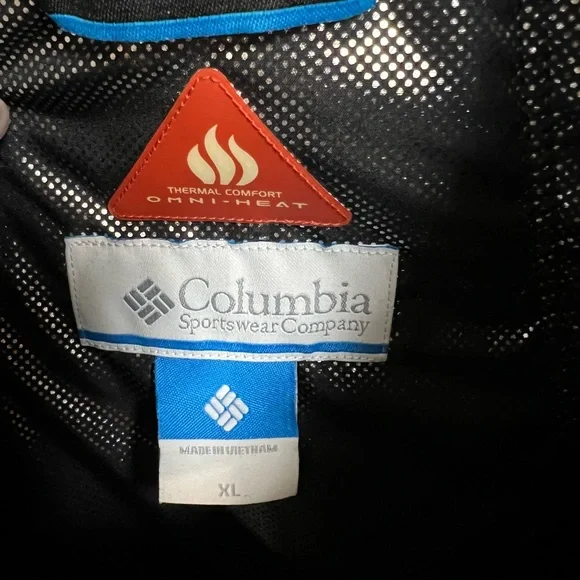 THERMAL COMFORT
OMNI-HEAT
Columbia
Sportswear Company
MADE IN VIETNAM
XL